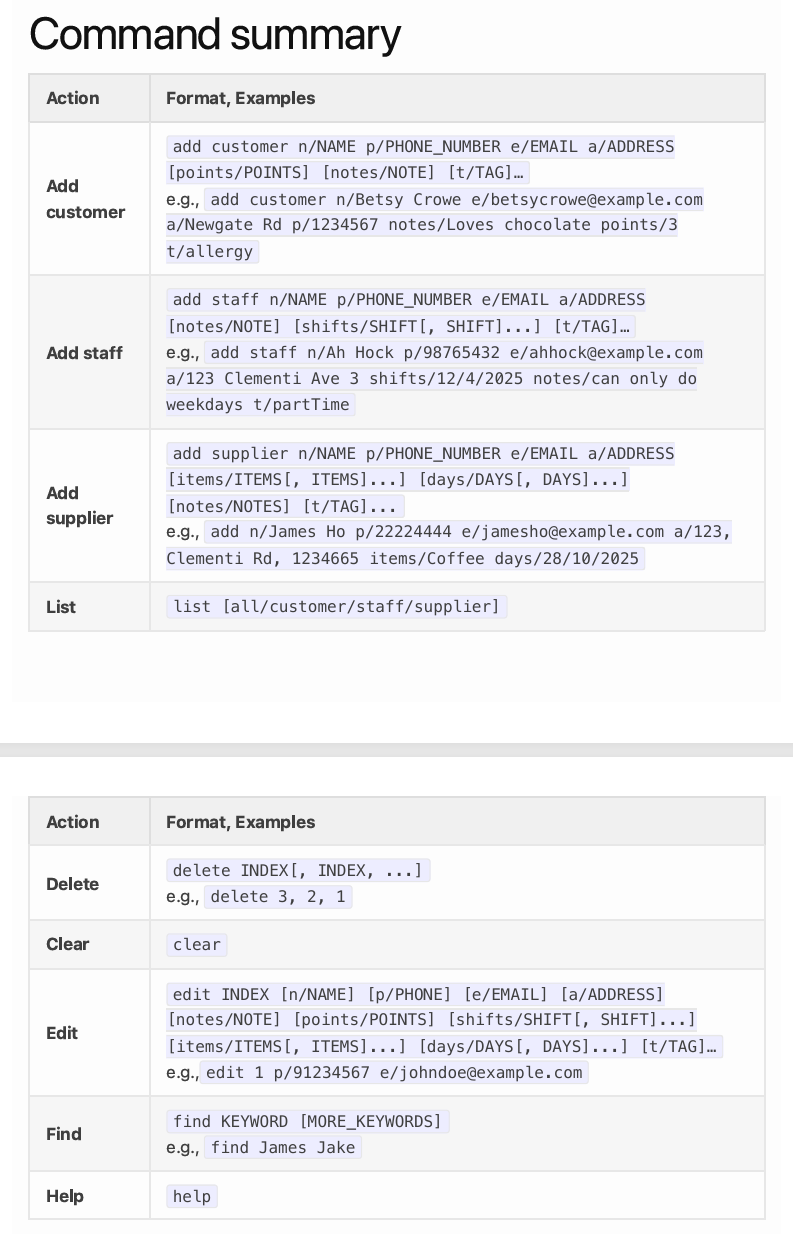 Command summary
Action Format, Examples
Add customer
add customer n/NAME p/PHONE_NUMBER e/EMAIL a/ADDRESS
[points/POINTS] [notes/NOTE] [t/TAG]…
e.g., add customer n/Betsy Crowe e/betsycrowe@example.com
a/Newgate Rd p/1234567 notes/Loves chocolate points/3
t/allergy
Add staff
add staff n/NAME p/PHONE_NUMBER e/EMAIL a/ADDRESS
[notes/NOTE] [shifts/SHIFT[, SHIFT]...] [t/TAG]…
e.g., add staff n/Ah Hock p/98765432 e/ahhock@example.com
a/123 Clementi Ave 3 shifts/12/4/2025 notes/can only do
weekdays t/partTime
Add supplier
add supplier n/NAME p/PHONE_NUMBER e/EMAIL a/ADDRESS
[items/ITEMS[, ITEMS]...] [days/DAYS[, DAYS]...]
[notes/NOTES] [t/TAG]...
e.g., add n/James Ho p/22224444 e/jamesho@example.com a/123,
Clementi Rd, 1234665 items/Coffee days/28/10/2025
List
list [all/customer/staff/supplier]
Action Format, Examples
Delete
delete INDEX[, INDEX, ...]
e.g., delete 3, 2, 1
Clear
clear
Edit
edit INDEX [n/NAME] [p/PHONE] [e/EMAIL] [a/ADDRESS]
[notes/NOTE] [points/POINTS] [shifts/SHIFT[, SHIFT]...]
[items/ITEMS[, ITEMS]...] [days/DAYS[, DAYS]...] [t/TAG]…
e.g., edit 1 p/91234567 e/johndoe@example.com
Find
find KEYWORD [MORE_KEYWORDS]
e.g., find James Jake
Help
help